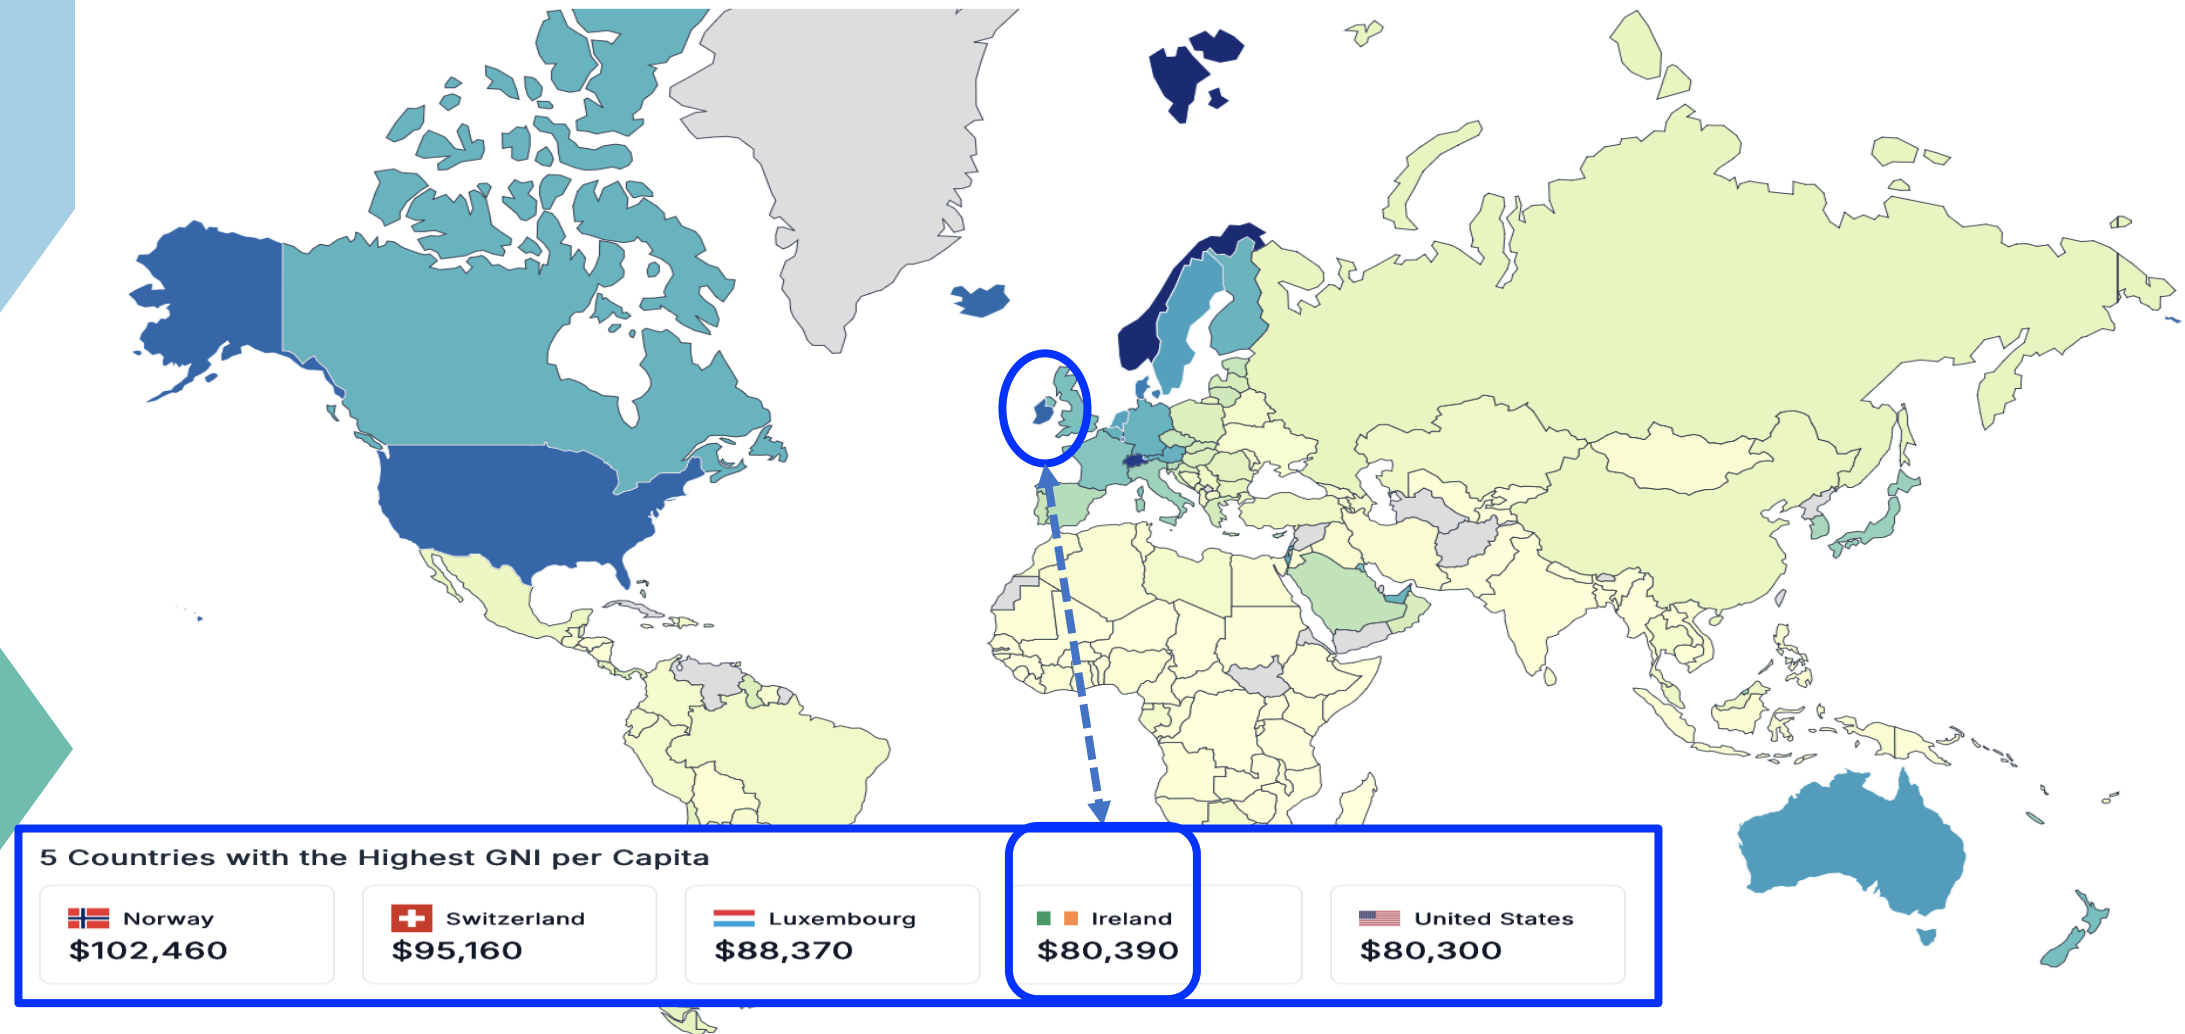 5 Countries with the Highest GNI per Capita
Norway
$102,460
Switzerland
$95,160
Luxembourg
$88,370
Ireland
$80,390
United States
$80,300